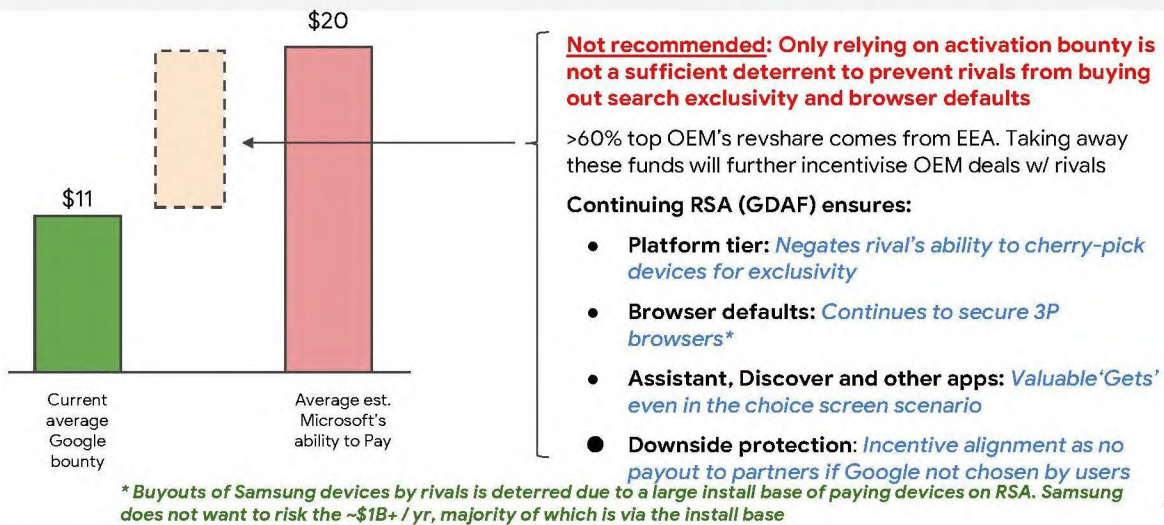 $20
$11
Current
average
Google
bounty
Average est.
Microsoft's
ability to Pay
Not recommended: Only relying on activation bounty is
not a sufficient deterrent to prevent rivals from buying
out search exclusivity and browser defaults
>60% top OEM's revshare comes from EEA. Taking away
these funds will further incentivise OEM deals w/ rivals
Continuing RSA (GDAF) ensures:
● Platform tier: Negates rival's ability to cherry-pick
devices for exclusivity
● Browser defaults: Continues to secure 3P
browsers*
● Assistant, Discover and other apps: Valuable'Gets'
even in the choice screen scenario
● Downside protection: Incentive alignment as no
payout to partners if Google not chosen by users
* Buyouts of Samsung devices by rivals is deterred due to a large install base of paying devices on RSA. Samsung
does not want to risk the ~$1B+ / yr, majority of which is via the install base